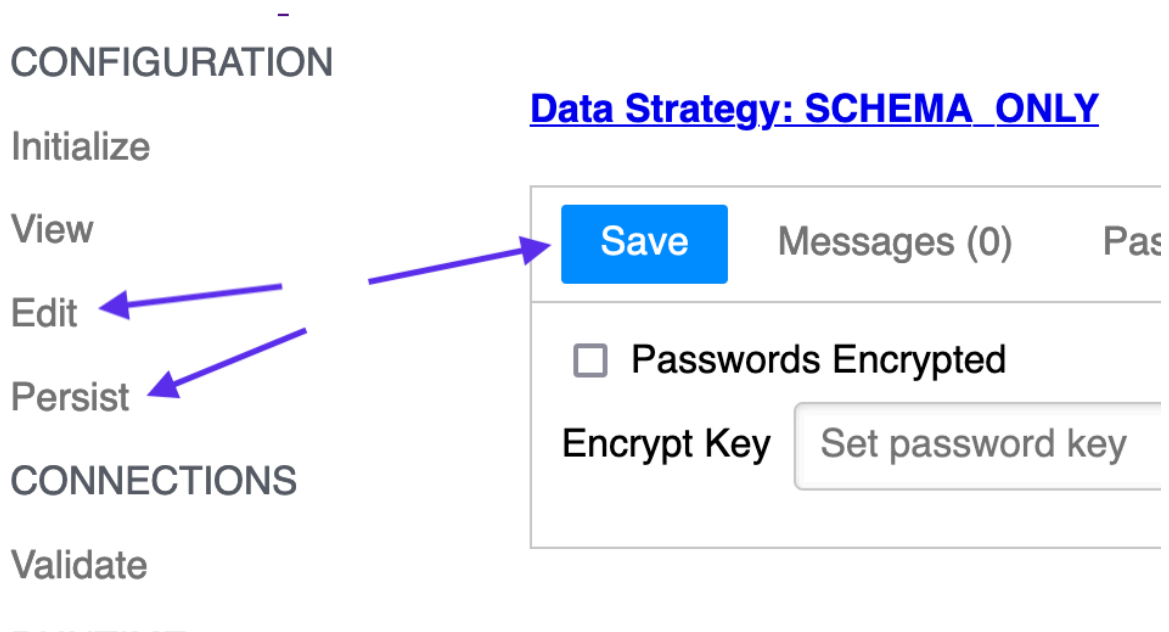 CONFIGURATION
Initialize
View
Edit
Persist
CONNECTIONS
Validate
Data Strategy: SCHEMA_ONLY
Save Messages (0)
Passwords Encrypted
Encrypt Key Set password key